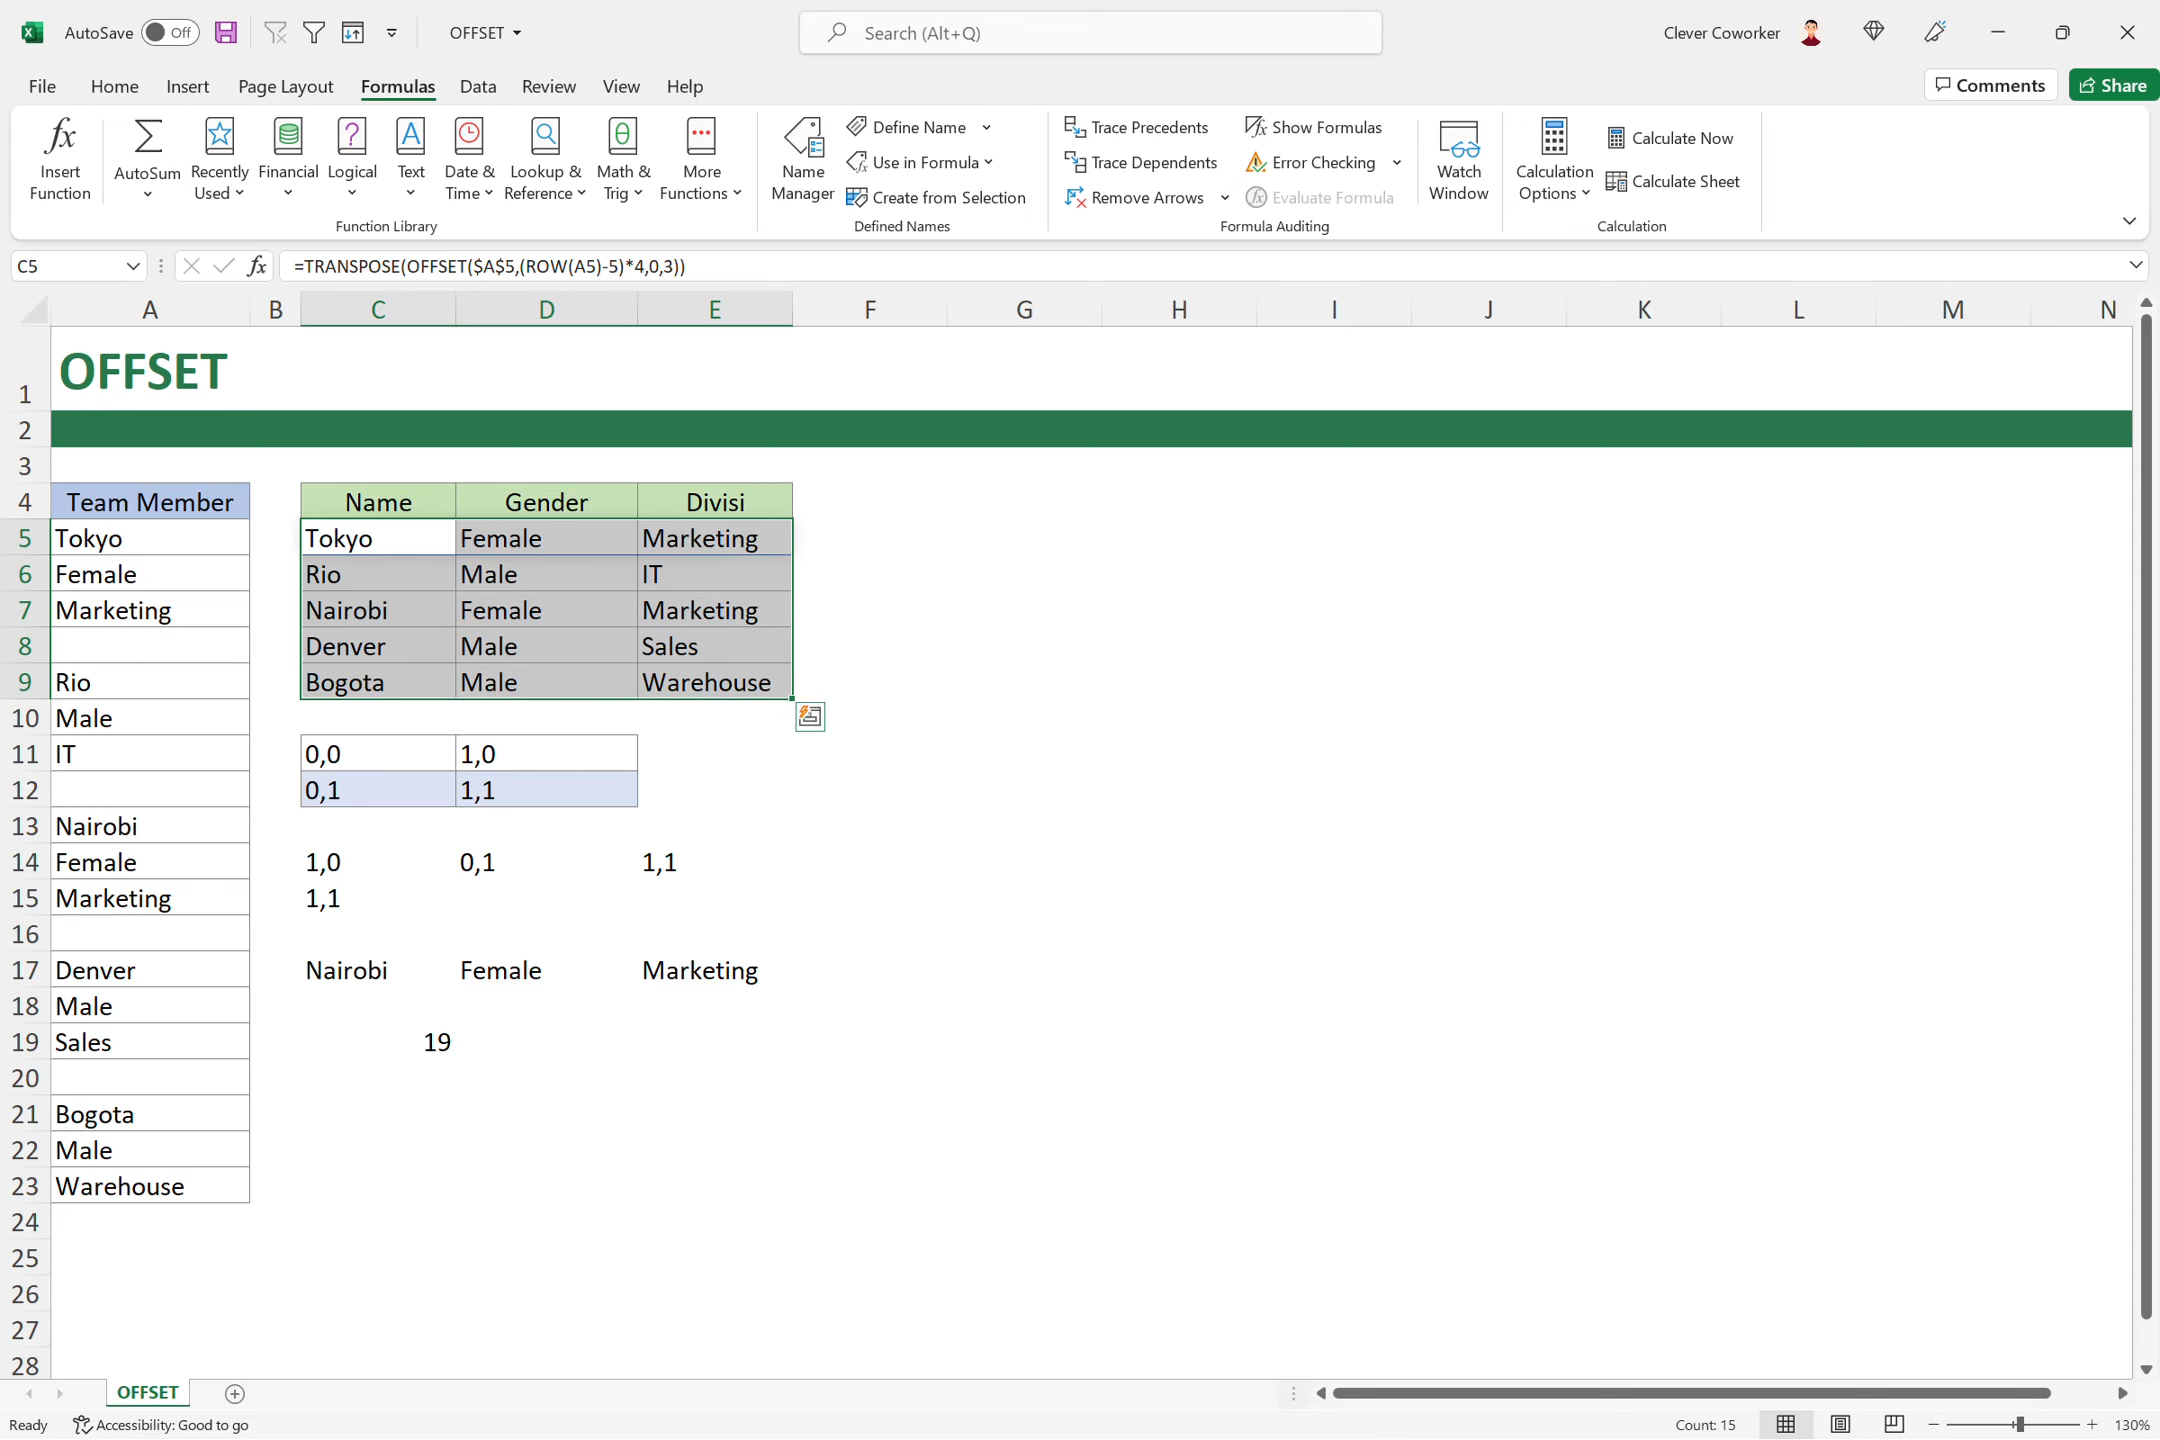 AutoSave Off OFFSET Search (Alt+Q) Clever Coworker
File Home Insert Page Layout Formulas Data Review View Help Comments Share
Insert Function
AutoSum
Recently Used
Financial
Logical
Text
Date & Time
Lookup & Reference
Math & Trig
More Functions
Function Library
Name Manager
Define Name
Use in Formula
Create from Selection
Defined Names
Trace Precedents
Trace Dependents
Remove Arrows
Show Formulas
Error Checking
Evaluate Formula
Formula Auditing
Watch Window
Calculation Options
Calculate Now
Calculate Sheet
Calculation
C5 fx =TRANSPOSE(OFFSET($A$5,(ROW(A5)-5)*4,0,3))
A B C D E F G H I J K L M N
1 OFFSET
2
3
4 Team Member Name Gender Divisi
5 Tokyo Tokyo Female Marketing
6 Female Rio Male IT
7 Marketing Nairobi Female Marketing
8 Denver Male Sales
9 Rio Bogota Male Warehouse
10 Male
11 IT 0,0 1,0
12 0,1 1,1
13 Nairobi
14 Female 1,0 0,1 1,1
15 Marketing 1,1
16
17 Denver Nairobi Female Marketing
18 Male
19 Sales 19
20
21 Bogota
22 Male
23 Warehouse
24
25
26
27
28
OFFSET
Ready Accessibility: Good to go Count: 15 130%